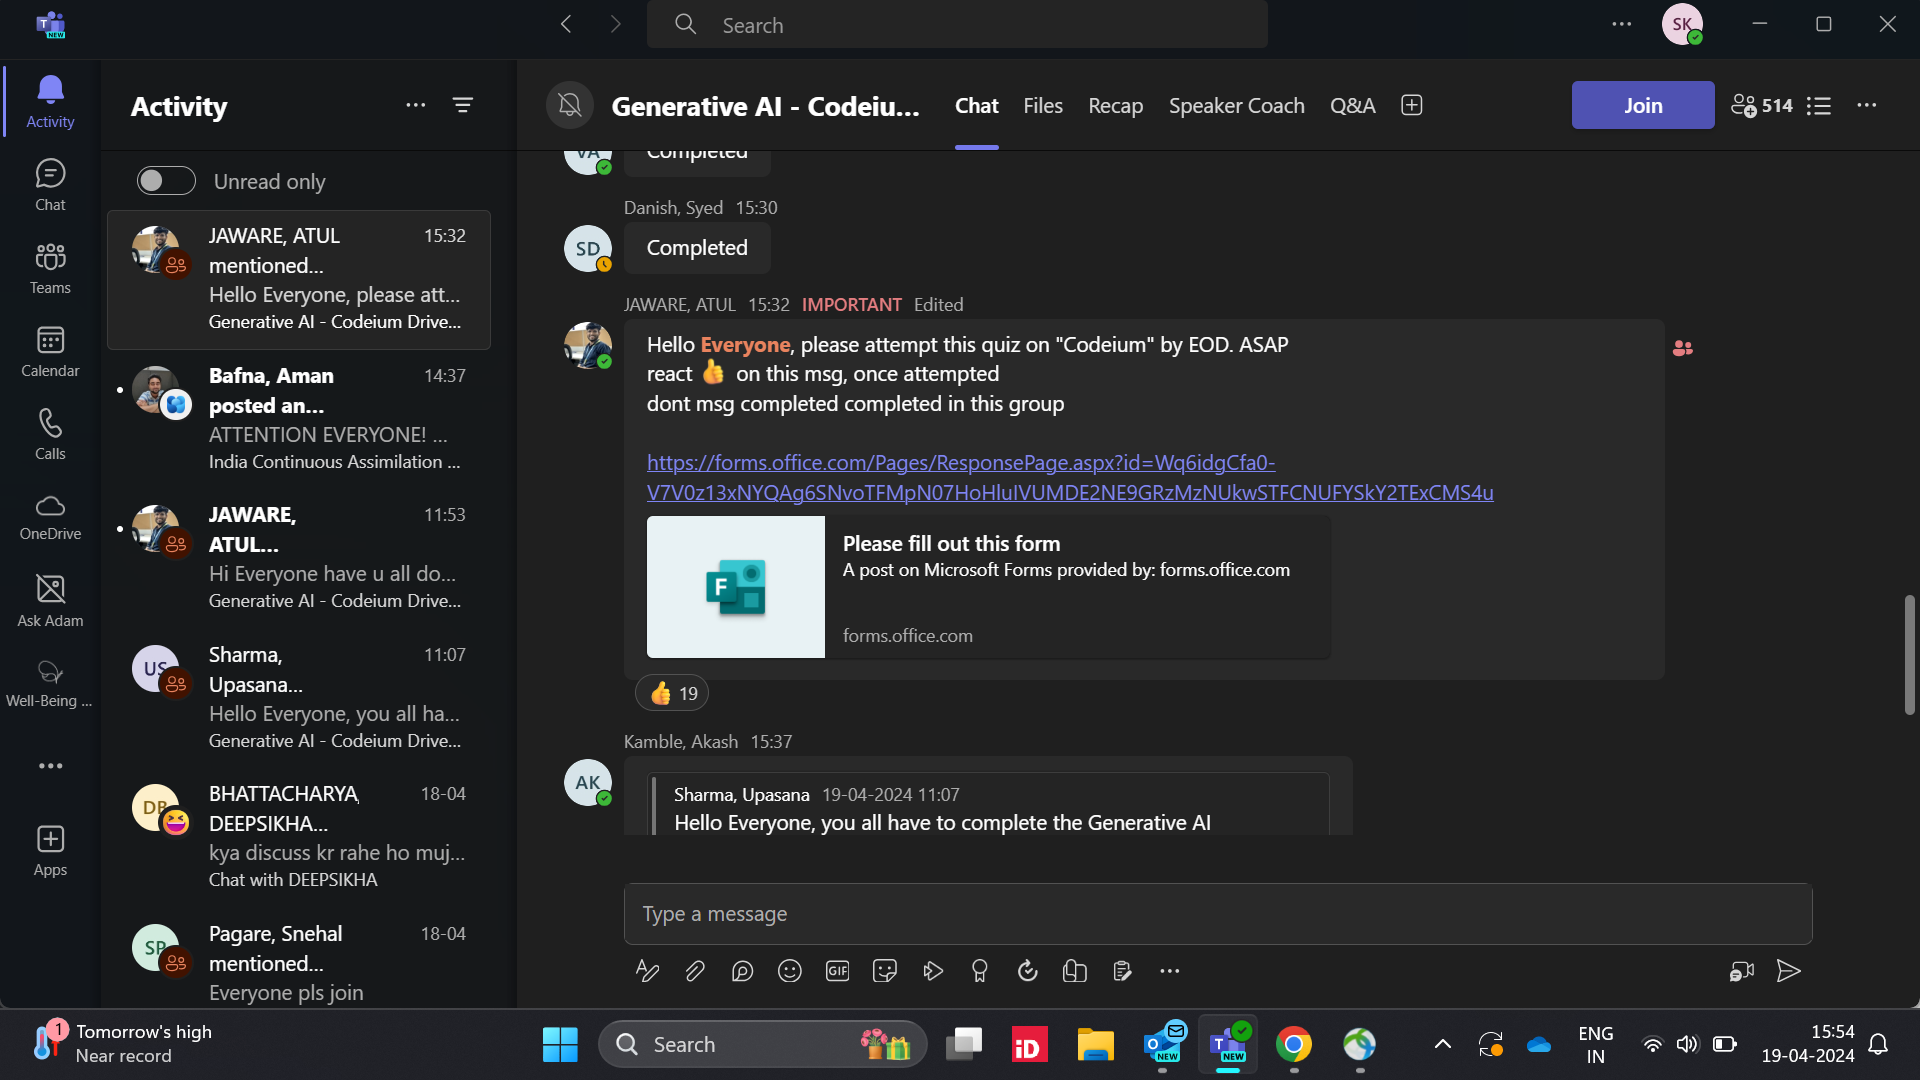 Search
SK
Activity
Chat
Teams
Calendar
Calls
OneDrive
Ask Adam
Well-Being ...
Apps
Activity
Unread only
JAWARE, ATUL 15:32
mentioned...
Hello Everyone, please att...
Generative AI - Codeium Drive...
Bafna, Aman 14:37
posted an...
ATTENTION EVERYONE! ...
India Continuous Assimilation ...
JAWARE, 11:53
ATUL...
Hi Everyone have u all do...
Generative AI - Codeium Drive...
US
Sharma, 11:07
Upasana...
Hello Everyone, you all ha...
Generative AI - Codeium Drive...
DB
BHATTACHARYA, 18-04
DEEPSIKHA...
kya discuss kr rahe ho muj...
Chat with DEEPSIKHA
SP
Pagare, Snehal 18-04
mentioned...
Everyone pls join
Generative AI - Codeiu... Chat Files Recap Speaker Coach Q&A Join 514
VA
Completed
Danish, Syed 15:30
SD
Completed
JAWARE, ATUL 15:32 IMPORTANT Edited
Hello Everyone, please attempt this quiz on "Codeium" by EOD. ASAP
react 👍 on this msg, once attempted
dont msg completed completed in this group
https://forms.office.com/Pages/ResponsePage.aspx?id=Wq6idgCfa0-
V7V0z13xNYQAg6SNvoTFMpN07HoHluIVUMDE2NE9GRzMzNUkwSTFCNUFYSkY2TExCMS4u
F
Please fill out this form
A post on Microsoft Forms provided by: forms.office.com
forms.office.com
👍 19
Kamble, Akash 15:37
AK
Sharma, Upasana 19-04-2024 11:07
Hello Everyone, you all have to complete the Generative AI
Type a message
GIF
1
Tomorrow's high
Near record
Search
iD
NEW
NEW
ENG
IN
15:54
19-04-2024